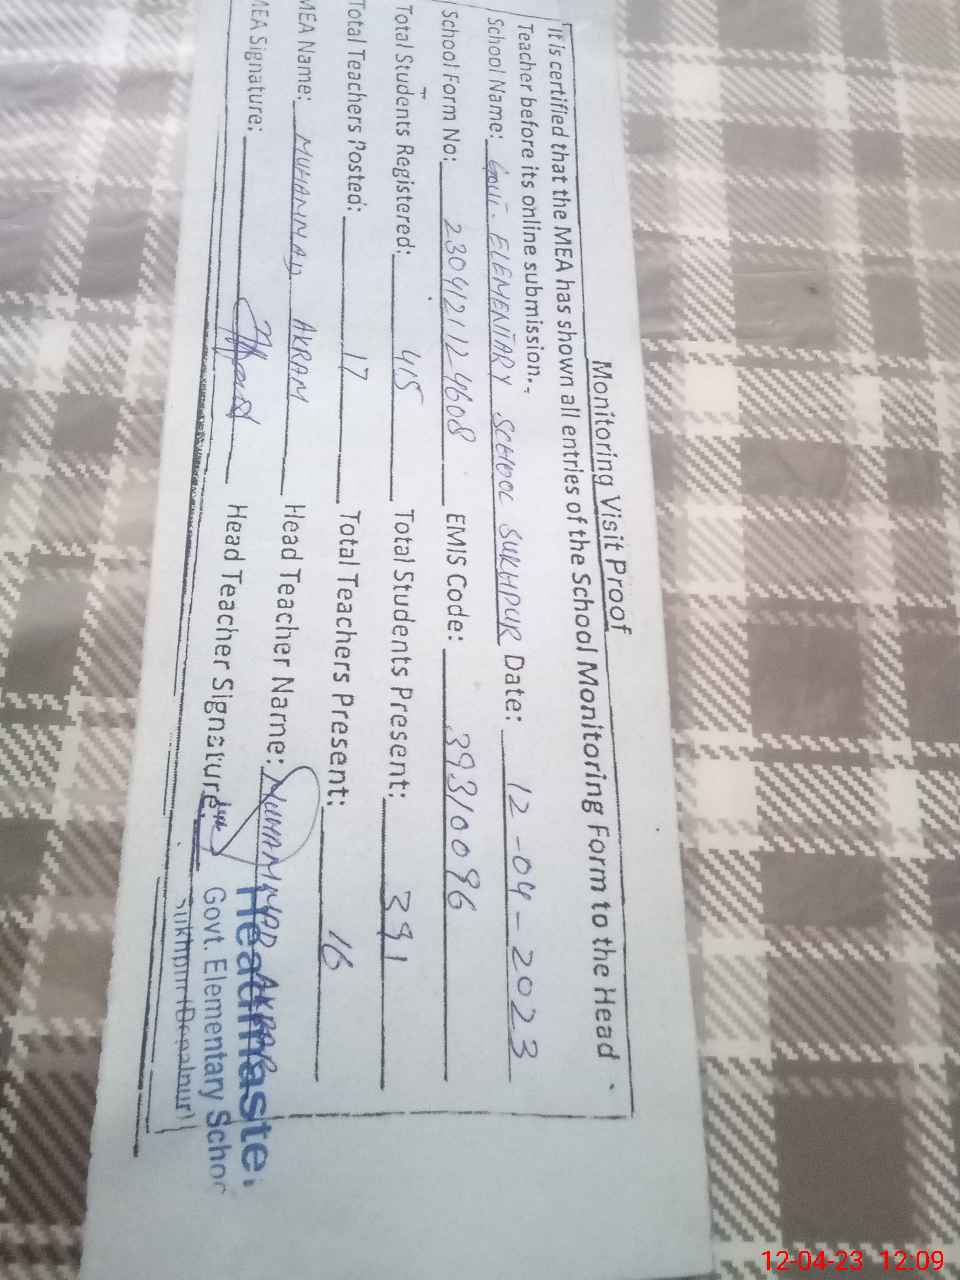 Monitoring Visit Proof
It is certified that the MEA has shown all entries of the School Monitoring Form to the Head
Teacher before its online submission.
School Name: Govt. ELEMENTARY SCHOOL SUKHPUR Date: 12-04-2023
School Form No: 2304121124608 EMIS Code: 39310096
Total Students Registered: 415 Total Students Present: 391
Total Teachers Posted: 17 Total Teachers Present: 16
MEA Name: MUHAMMAD AKRAM Head Teacher Name: MUHAMMAD
MEA Signature: Head Teacher Signature:
Headmaster
Govt. Elementary School
Sukhpur (Depalpur)
12-04-23 12:09